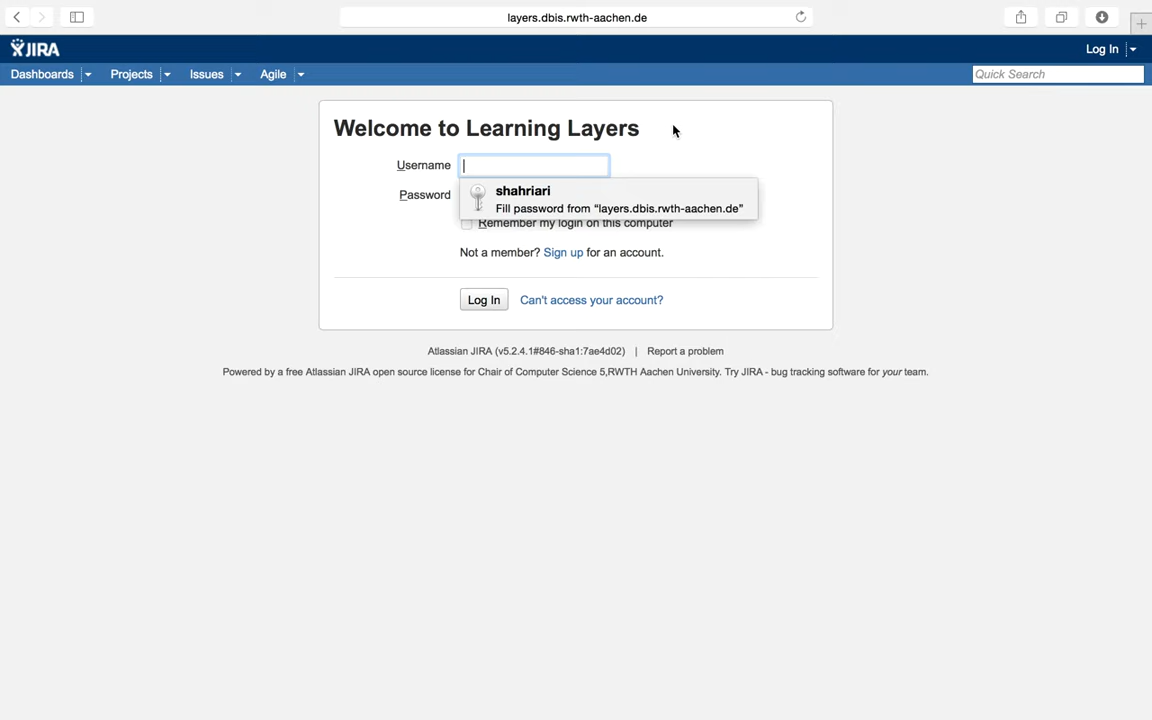 layers.dbis.rwth-aachen.de
JIRA
Log In
Dashboards Projects Issues Agile Quick Search
Welcome to Learning Layers
Username
shahriari
Password
Fill password from “layers.dbis.rwth-aachen.de”
Remember my login on this computer
Not a member? Sign up for an account.
Log In Can't access your account?
Atlassian JIRA (v5.2.4.1#846-sha1:7ae4d02) | Report a problem
Powered by a free Atlassian JIRA open source license for Chair of Computer Science 5,RWTH Aachen University. Try JIRA - bug tracking software for your team.